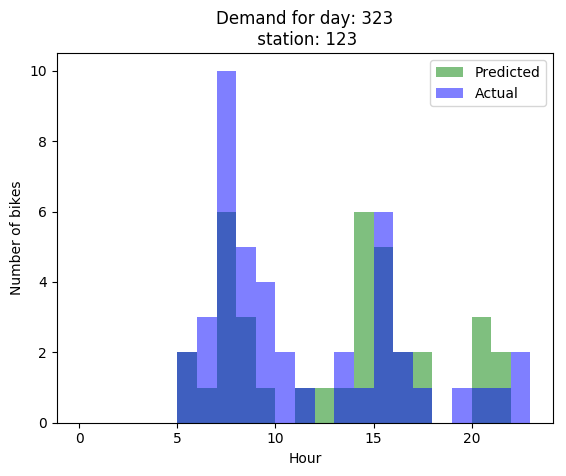 Demand for day: 323
station: 123
Predicted
Actual
Number of bikes
10
8
6
4
2
0
0 5 10 15 20
Hour